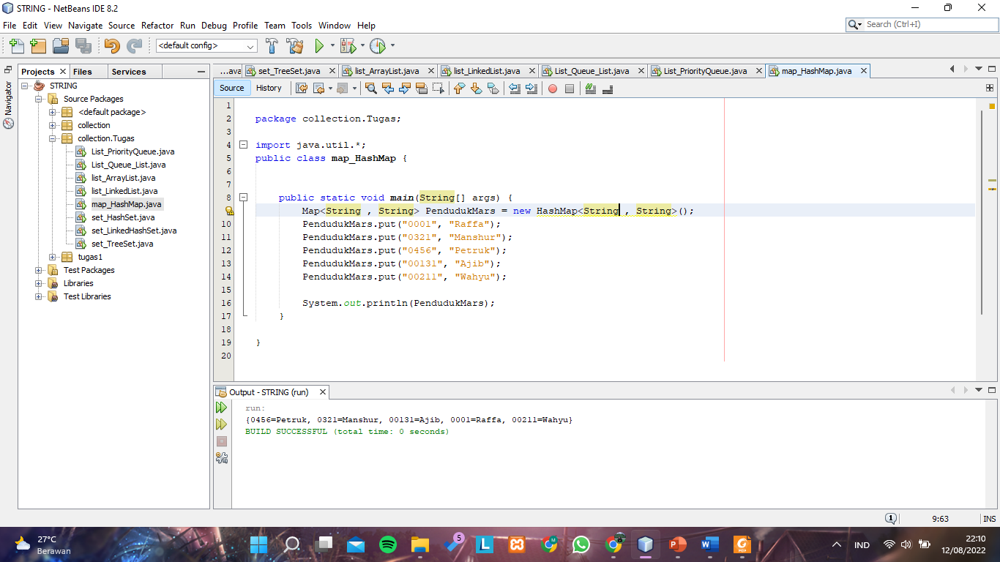 STRING - NetBeans IDE 8.2
File Edit View Navigate Source Refactor Run Debug Profile Team Tools Window Help
Search (Ctrl+I)
<default config>
Projects Files Services
Navigator
STRING
Source Packages
<default package>
collection
collection.Tugas
List_PriorityQueue.java
List_Queue_List.java
list_ArrayList.java
list_LinkedList.java
map_HashMap.java
set_HashSet.java
set_LinkedHashSet.java
set_TreeSet.java
tugas1
Test Packages
Libraries
Test Libraries
...ava set_TreeSet.java list_ArrayList.java list_LinkedList.java List_Queue_List.java List_PriorityQueue.java map_HashMap.java
Source History
1
2 package collection.Tugas;
3
4 import java.util.*;
5 public class map_HashMap {
6
7
8 public static void main(String[] args) {
Map<String , String> PendudukMars = new HashMap<String , String>();
10 PendudukMars.put("0001", "Raffa");
11 PendudukMars.put("0321", "Manshur");
12 PendudukMars.put("0456", "Petruk");
13 PendudukMars.put("00131", "Ajib");
14 PendudukMars.put("00211", "Wahyu");
15
16 System.out.println(PendudukMars);
17 }
18
19 }
20
Output - STRING (run)
run:
{0456=Petruk, 0321=Manshur, 00131=Ajib, 0001=Raffa, 00211=Wahyu}
BUILD SUCCESSFUL (total time: 0 seconds)
1 9:63 INS
27°C
Berawan
5
L
IND
22:10
12/08/2022